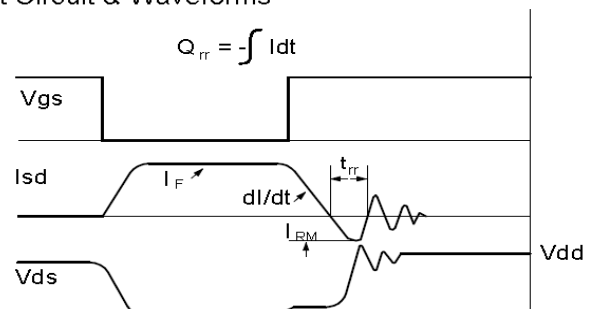 t Circuit & Waveforms
Q rr = -∫ Idt
Vgs
Isd
I F
dI/dt
t rr
I RM
Vds
Vdd